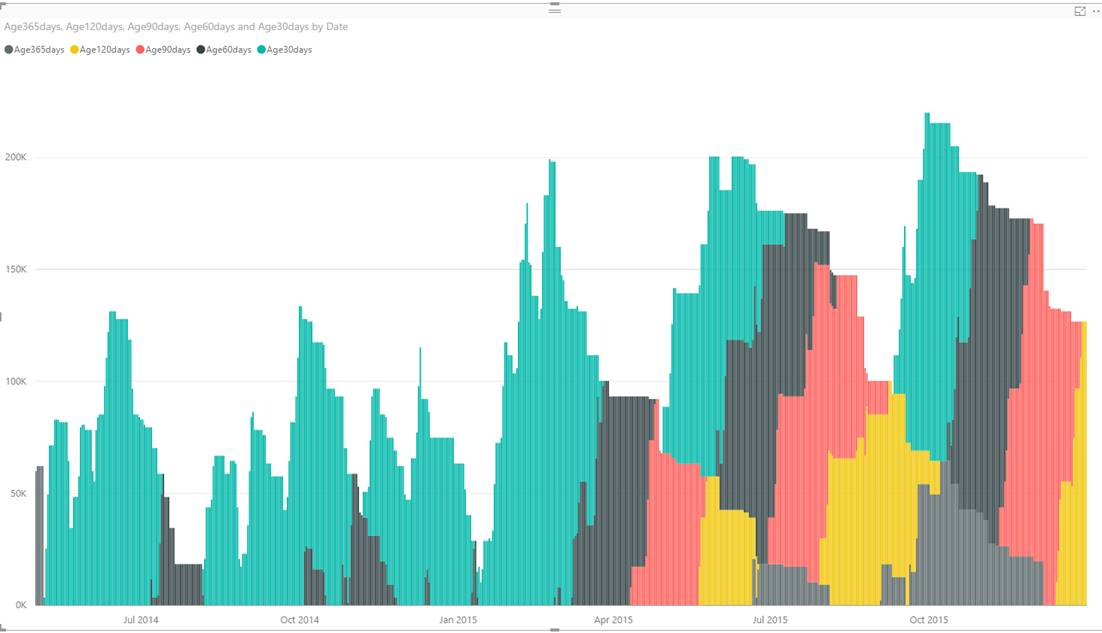 Age365days, Age120days, Age90days, Age60days and Age30days by Date
Age365days Age120days Age90days Age60days Age30days
200K
150K
100K
50K
0K
Jul 2014 Oct 2014 Jan 2015 Apr 2015 Jul 2015 Oct 2015